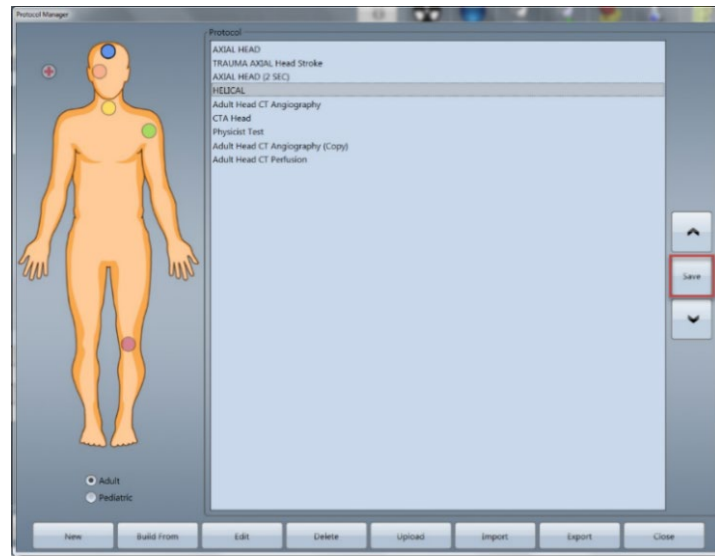 Protocol Manager
Protocol
AXIAL HEAD
TRAUMA AXIAL Head Stroke
AXIAL HEAD (2 SEC)
HELICAL
Adult Head CT Angiography
CTA Head
Physicist Test
Adult Head CT Angiography (Copy)
Adult Head CT Perfusion
Save
Adult
Pediatric
New Build From Edit Delete Upload Import Export Close